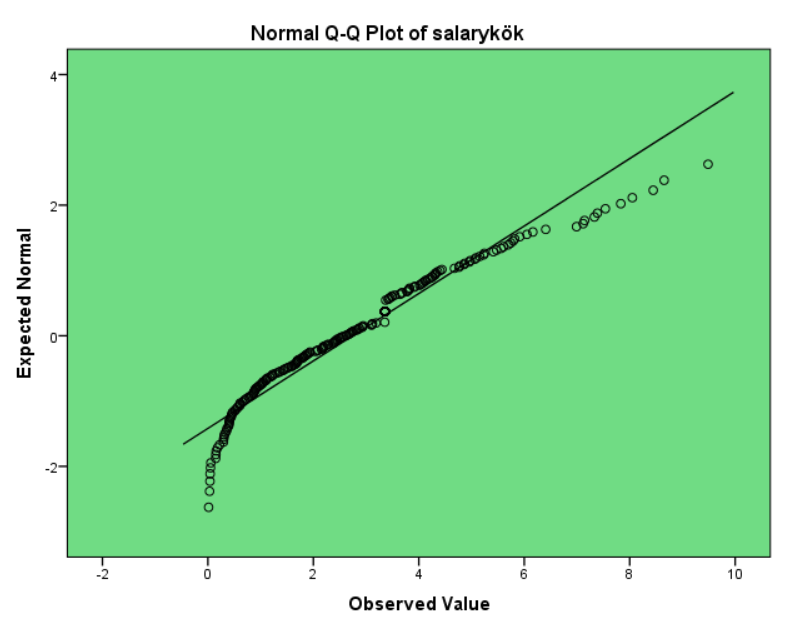 Normal Q-Q Plot of salarykök
4
2
0
-2
Expected Normal
-2 0 2 4 6 8 10
Observed Value